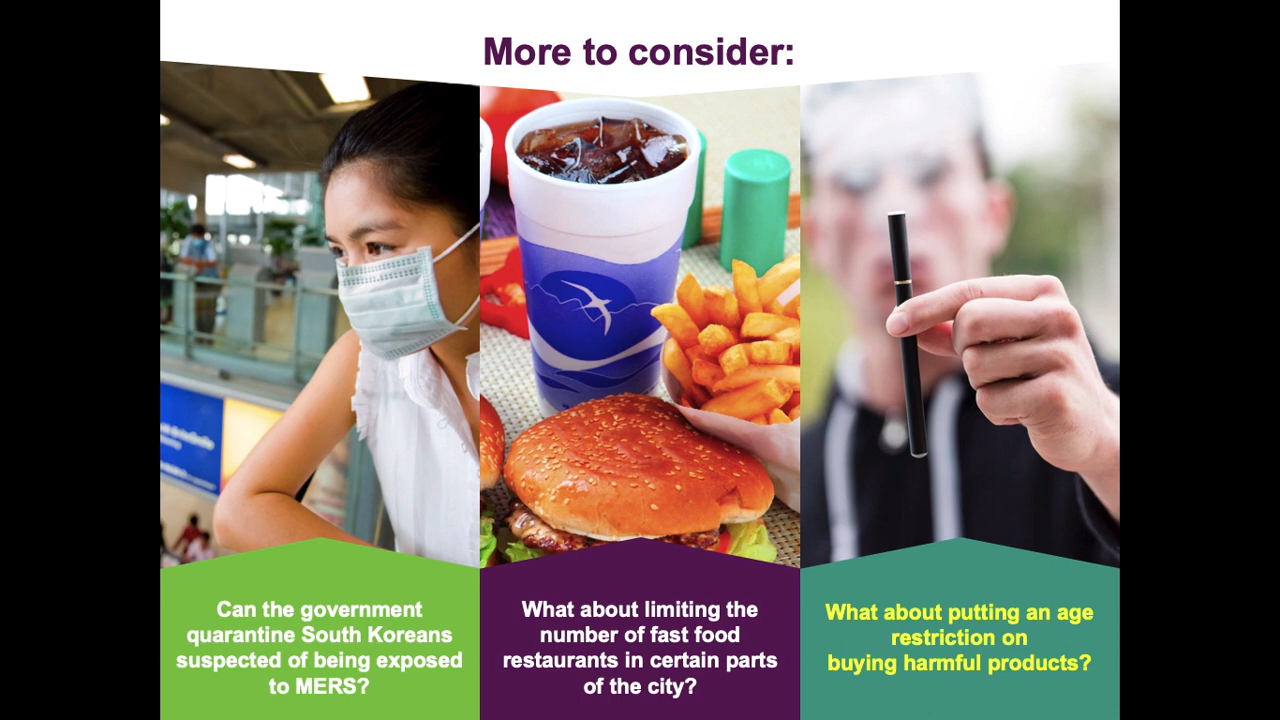 More to consider:
Can the government
quarantine South Koreans
suspected of being exposed
to MERS?
What about limiting the
number of fast food
restaurants in certain parts
of the city?
What about putting an age
restriction on
buying harmful products?